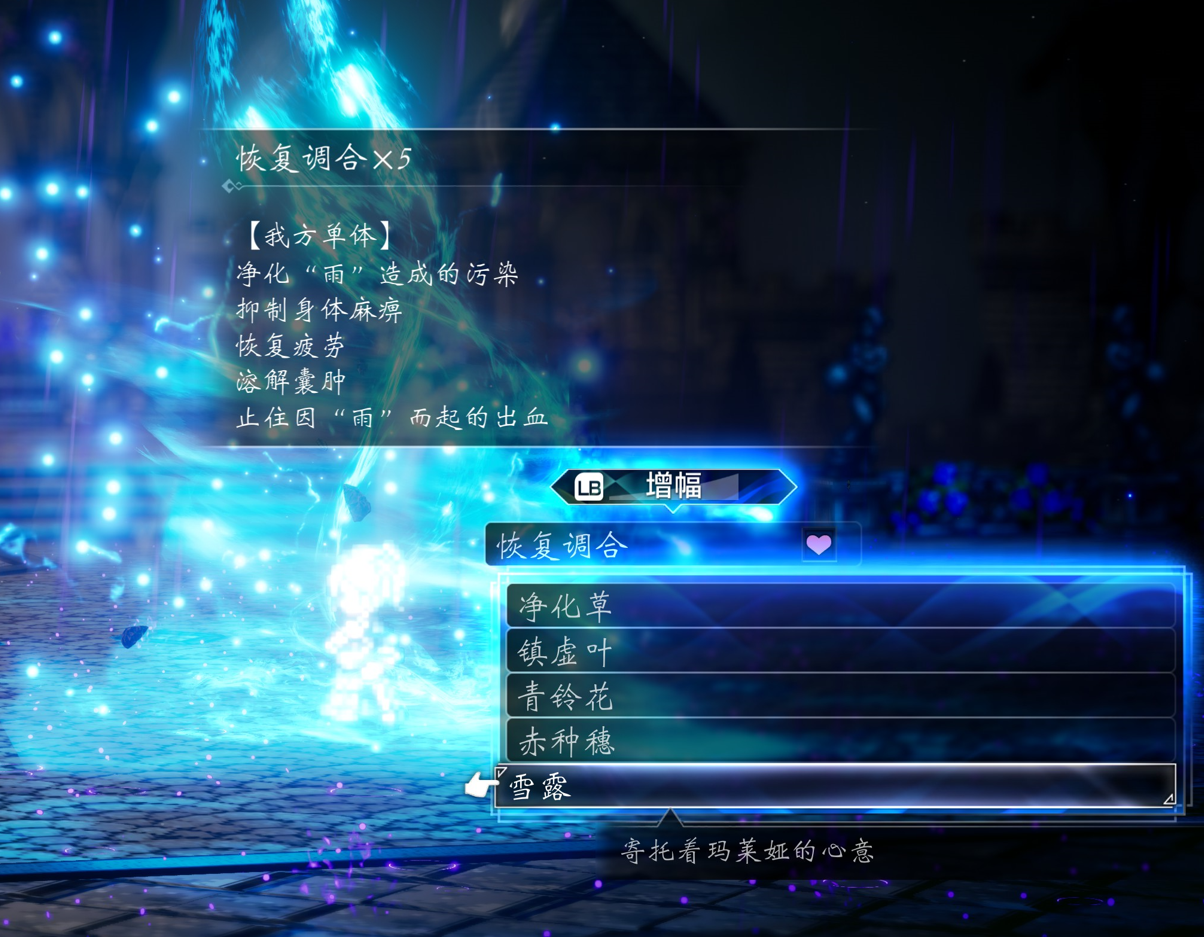 恢复调合×5
【我方单体】
净化“雨”造成的污染
抑制身体麻痹
恢复疲劳
溶解囊肿
止住因“雨”而起的出血
LB 增幅
恢复调合
净化草
镇虚叶
青铃花
赤种穗
雪露
寄托着玛莱娅的心意